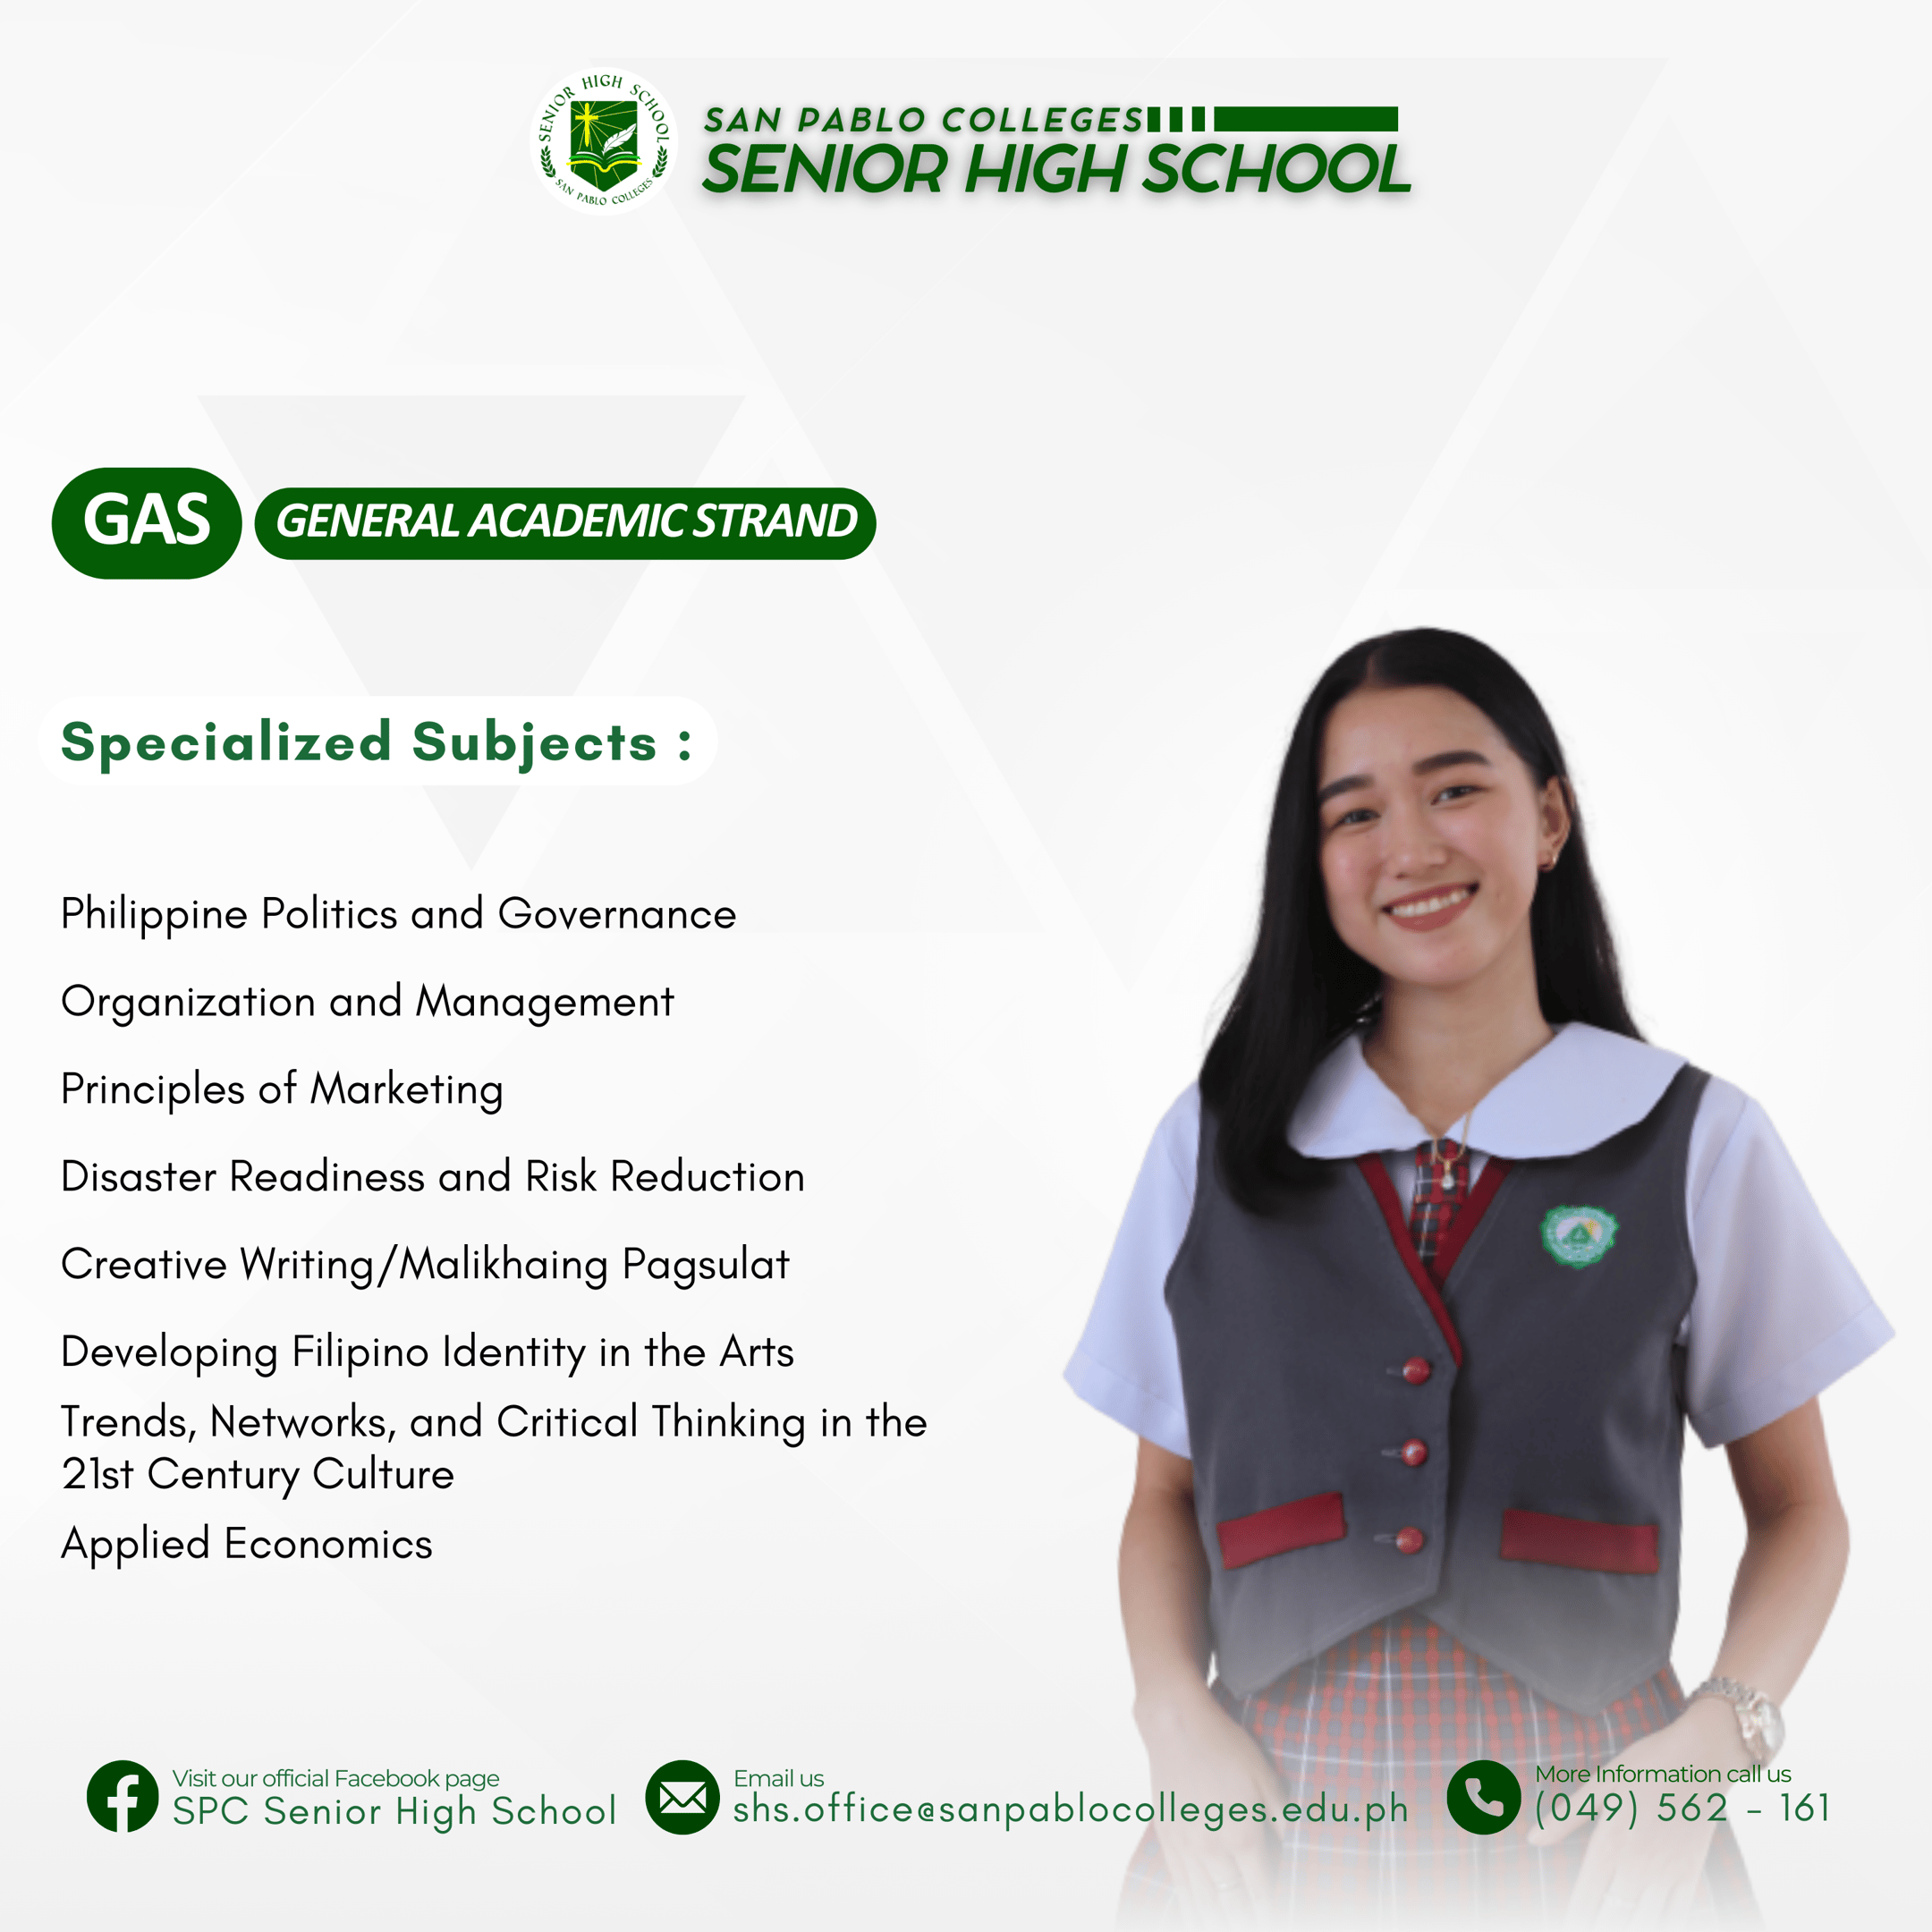 SENIOR HIGH SCHOOL
SAN PABLO COLLEGES
SAN PABLO COLLEGES
SENIOR HIGH SCHOOL
GAS
GENERAL ACADEMIC STRAND
Specialized Subjects :
Philippine Politics and Governance
Organization and Management
Principles of Marketing
Disaster Readiness and Risk Reduction
Creative Writing/Malikhaing Pagsulat
Developing Filipino Identity in the Arts
Trends, Networks, and Critical Thinking in the
21st Century Culture
Applied Economics
Visit our official Facebook page
SPC Senior High School
Email us
shs.office@sanpablocolleges.edu.ph
More Information call us
(049) 562 - 161